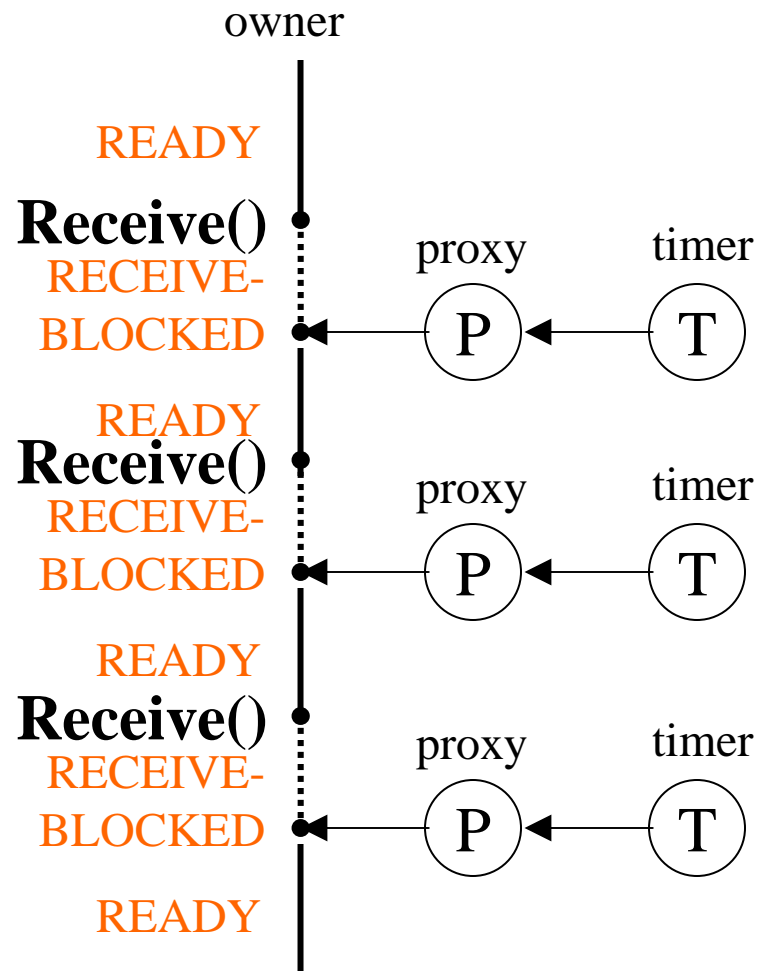 owner
READY
Receive()
proxy timer
RECEIVE-
BLOCKED
P T
READY
Receive()
proxy timer
RECEIVE-
BLOCKED
P T
READY
Receive()
proxy timer
RECEIVE-
BLOCKED
P T
READY